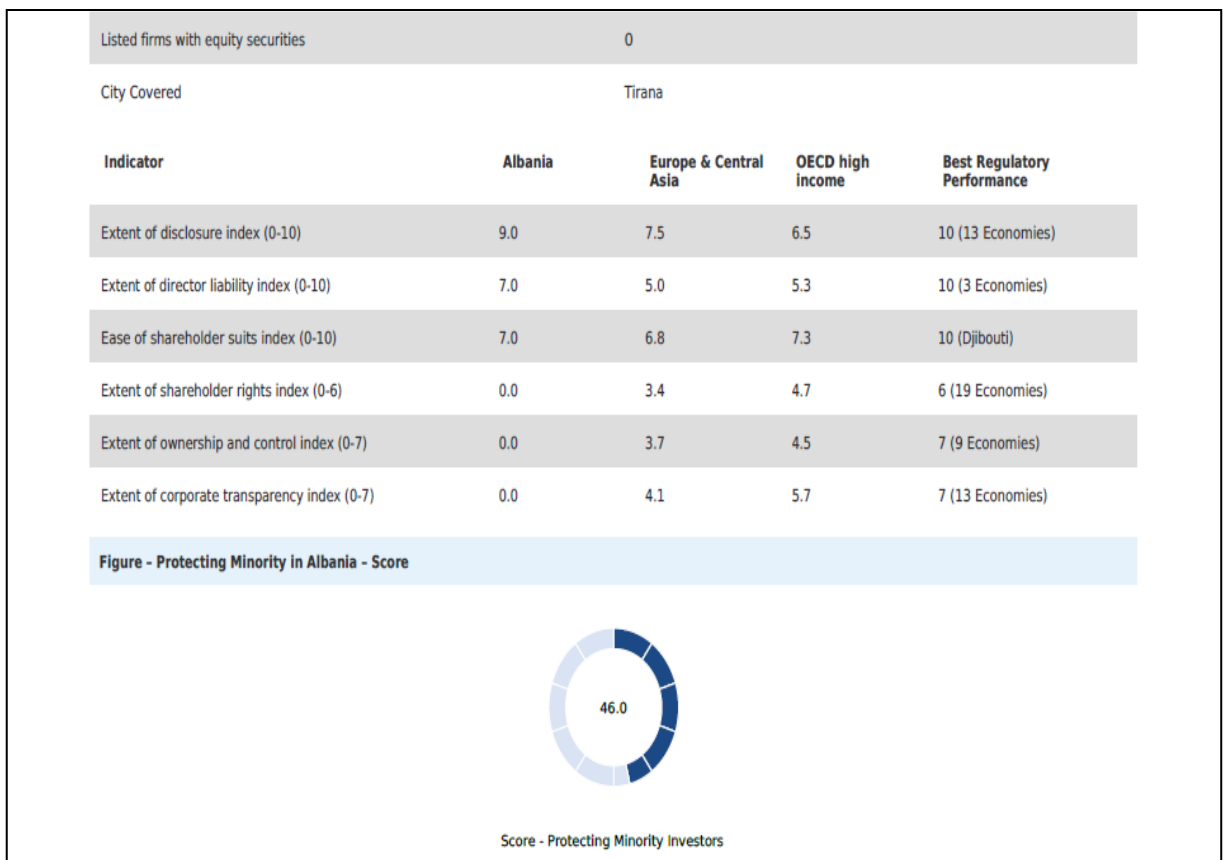 Listed firms with equity securities 0
City Covered Tirana
Indicator Albania Europe & Central Asia OECD high income Best Regulatory Performance
Extent of disclosure index (0-10) 9.0 7.5 6.5 10 (13 Economies)
Extent of director liability index (0-10) 7.0 5.0 5.3 10 (3 Economies)
Ease of shareholder suits index (0-10) 7.0 6.8 7.3 10 (Djibouti)
Extent of shareholder rights index (0-6) 0.0 3.4 4.7 6 (19 Economies)
Extent of ownership and control index (0-7) 0.0 3.7 4.5 7 (9 Economies)
Extent of corporate transparency index (0-7) 0.0 4.1 5.7 7 (13 Economies)
Figure – Protecting Minority in Albania – Score
46.0
Score - Protecting Minority Investors